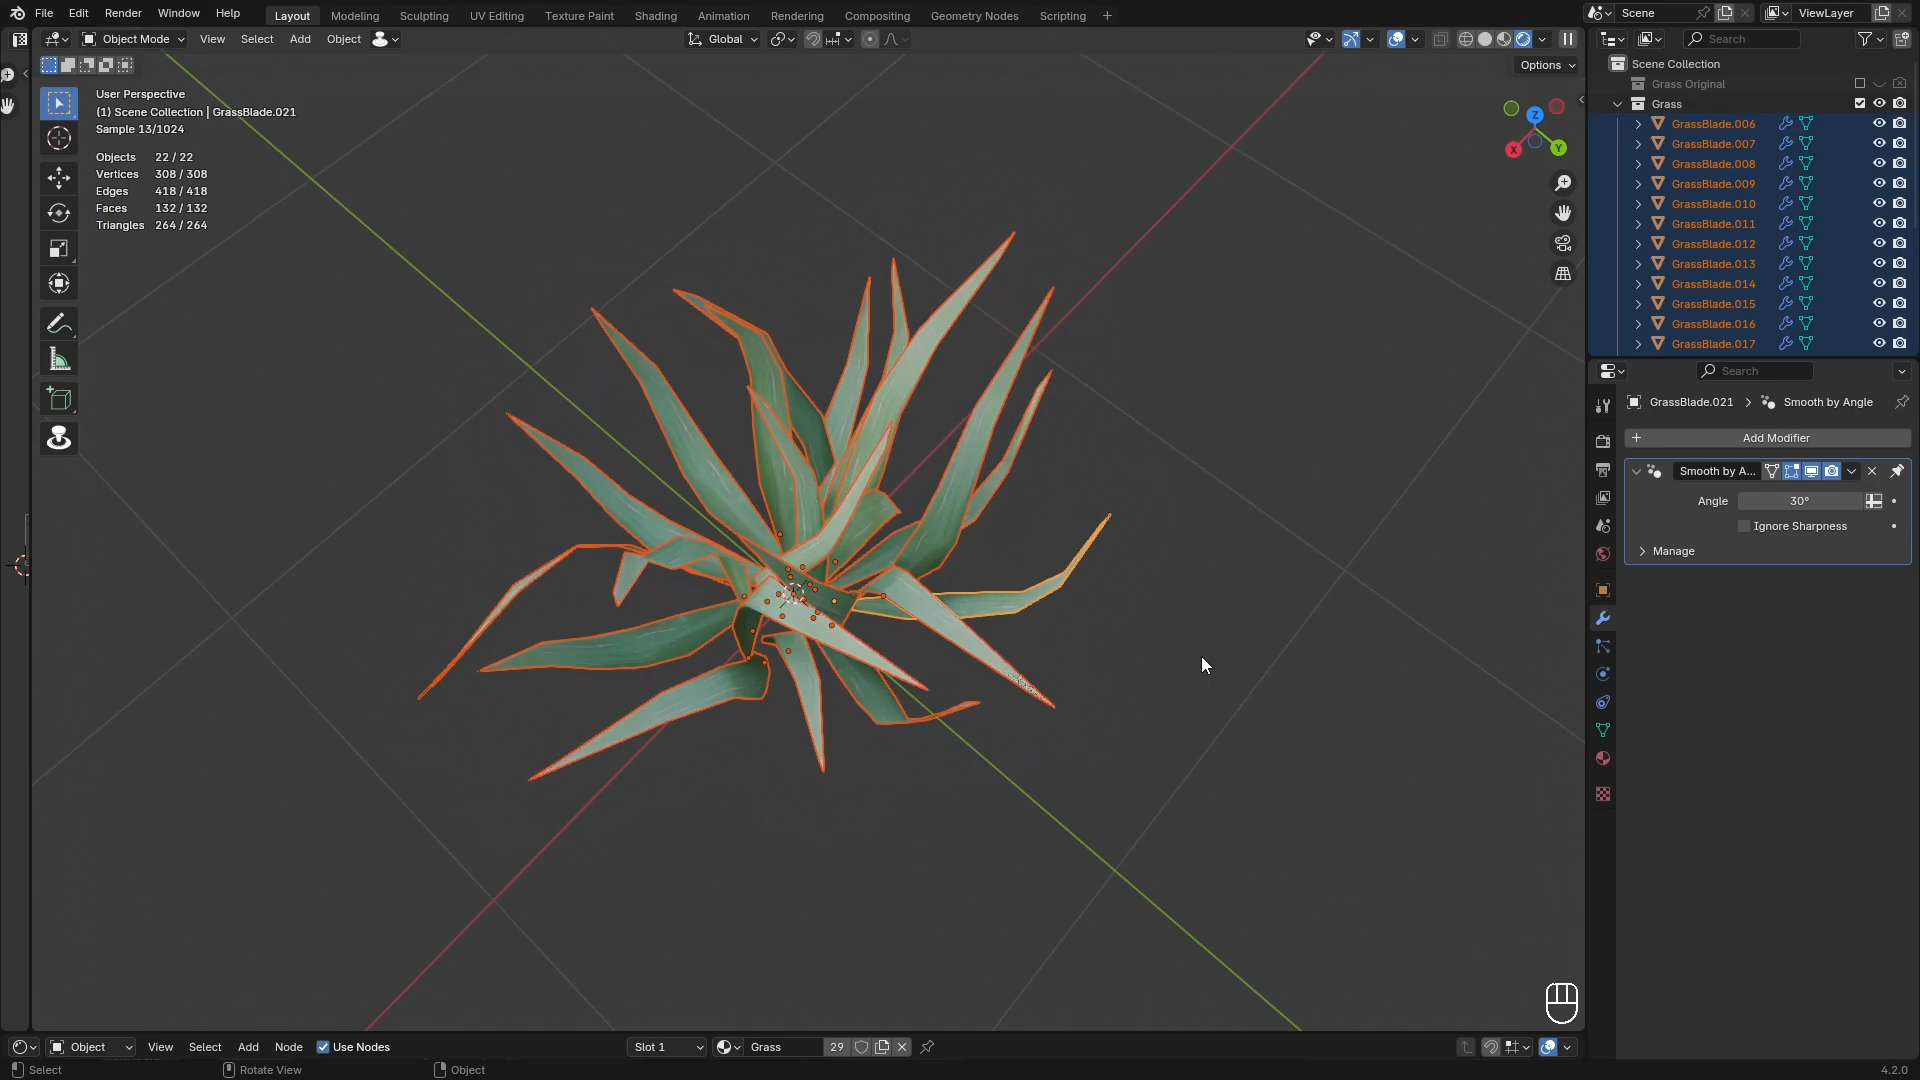 File Edit Render Window Help Layout Modeling Sculpting UV Editing Texture Paint Shading Animation Rendering Compositing Geometry Nodes Scripting + Scene ViewLayer
Object Mode View Select Add Object Global Search
Options
User Perspective
(1) Scene Collection | GrassBlade.021
Sample 13/1024
Objects 22 / 22
Vertices 308 / 308
Edges 418 / 418
Faces 132 / 132
Triangles 264 / 264
Z
X
Y
Scene Collection
Grass Original
Grass
GrassBlade.006
GrassBlade.007
GrassBlade.008
GrassBlade.009
GrassBlade.010
GrassBlade.011
GrassBlade.012
GrassBlade.013
GrassBlade.014
GrassBlade.015
GrassBlade.016
GrassBlade.017
Search
GrassBlade.021 > Smooth by Angle
+ Add Modifier
Smooth by A...
Angle 30°
Ignore Sharpness
Manage
Object View Select Add Node Use Nodes Slot 1 Grass 29
Select Rotate View Object 4.2.0